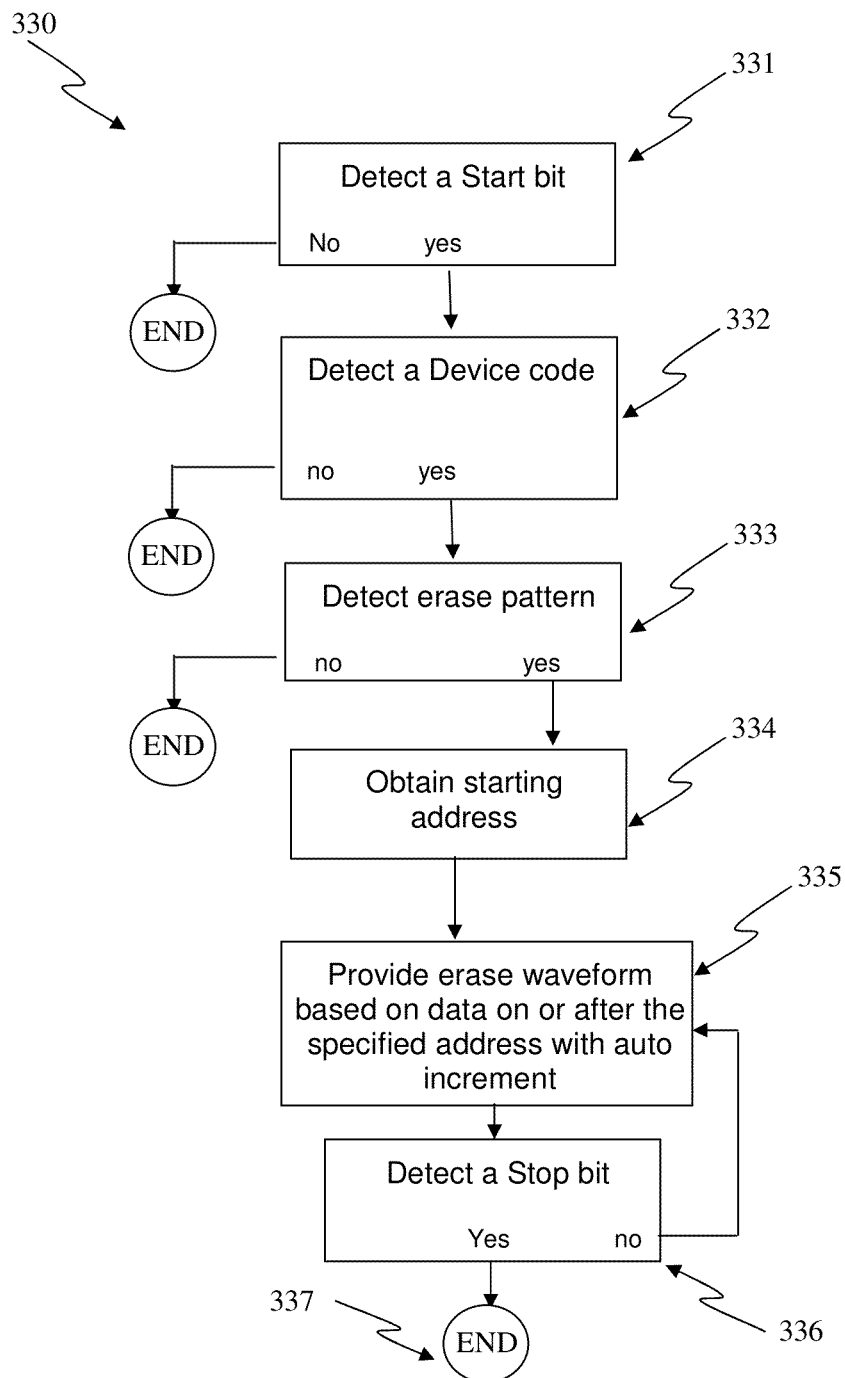 330
331
Detect a Start bit
No yes
END
332
Detect a Device code
no yes
END
333
Detect erase pattern
no yes
END
334
Obtain starting
address
335
Provide erase waveform
based on data on or after the
specified address with auto
increment
Detect a Stop bit
Yes no
337
336
END